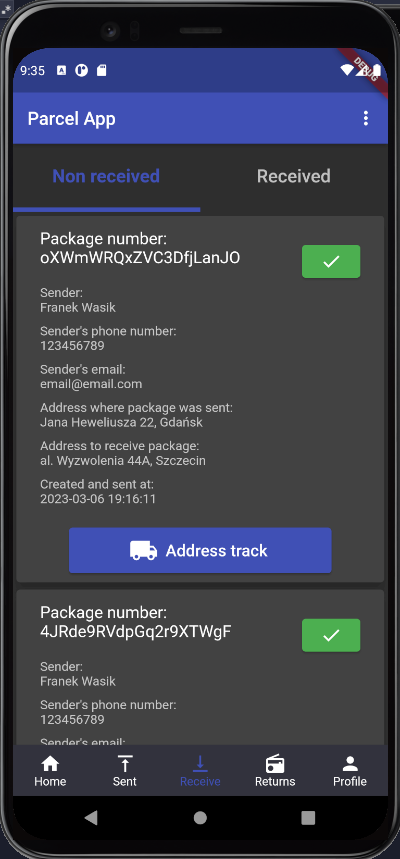 9:35
DEBUG
Parcel App
Non received
Received
Package number:
oXWmWRQxZVC3DfjLanJO
Sender:
Franek Wasik
Sender's phone number:
123456789
Sender's email:
email@email.com
Address where package was sent:
Jana Heweliusza 22, Gdańsk
Address to receive package:
al. Wyzwolenia 44A, Szczecin
Created and sent at:
2023-03-06 19:16:11
Address track
Package number:
4JRde9RVdpGq2r9XTWgF
Sender:
Franek Wasik
Sender's phone number:
123456789
Sender's email:
Home
Sent
Receive
Returns
Profile